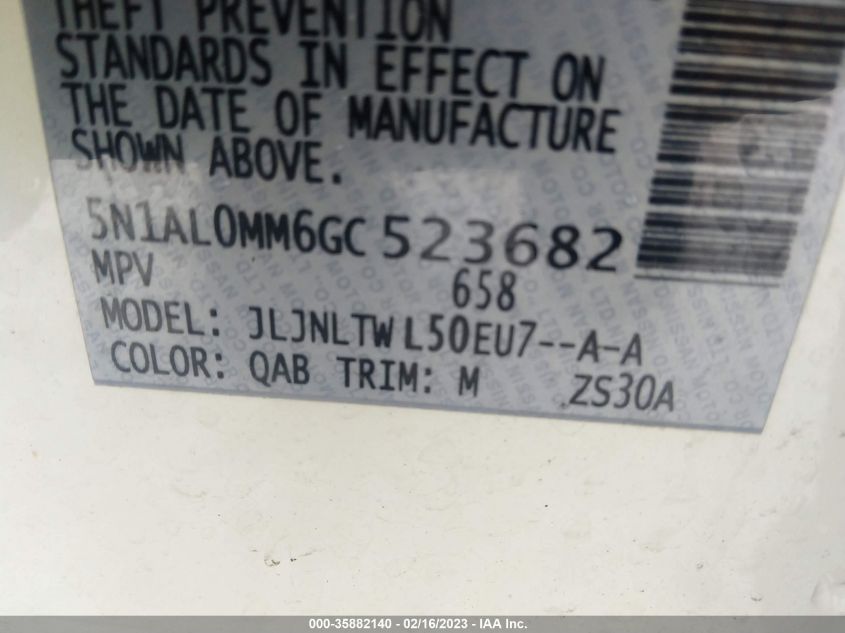 THEFT PREVENTION
STANDARDS IN EFFECT ON
THE DATE OF MANUFACTURE
SHOWN ABOVE.
5N1AL0MM6GC523682
MPV 658
MODEL: JLJNLTWL50EU7--A-A
COLOR: QAB TRIM: M ZS30A
000-35882140 - 02/16/2023 - IAA Inc.